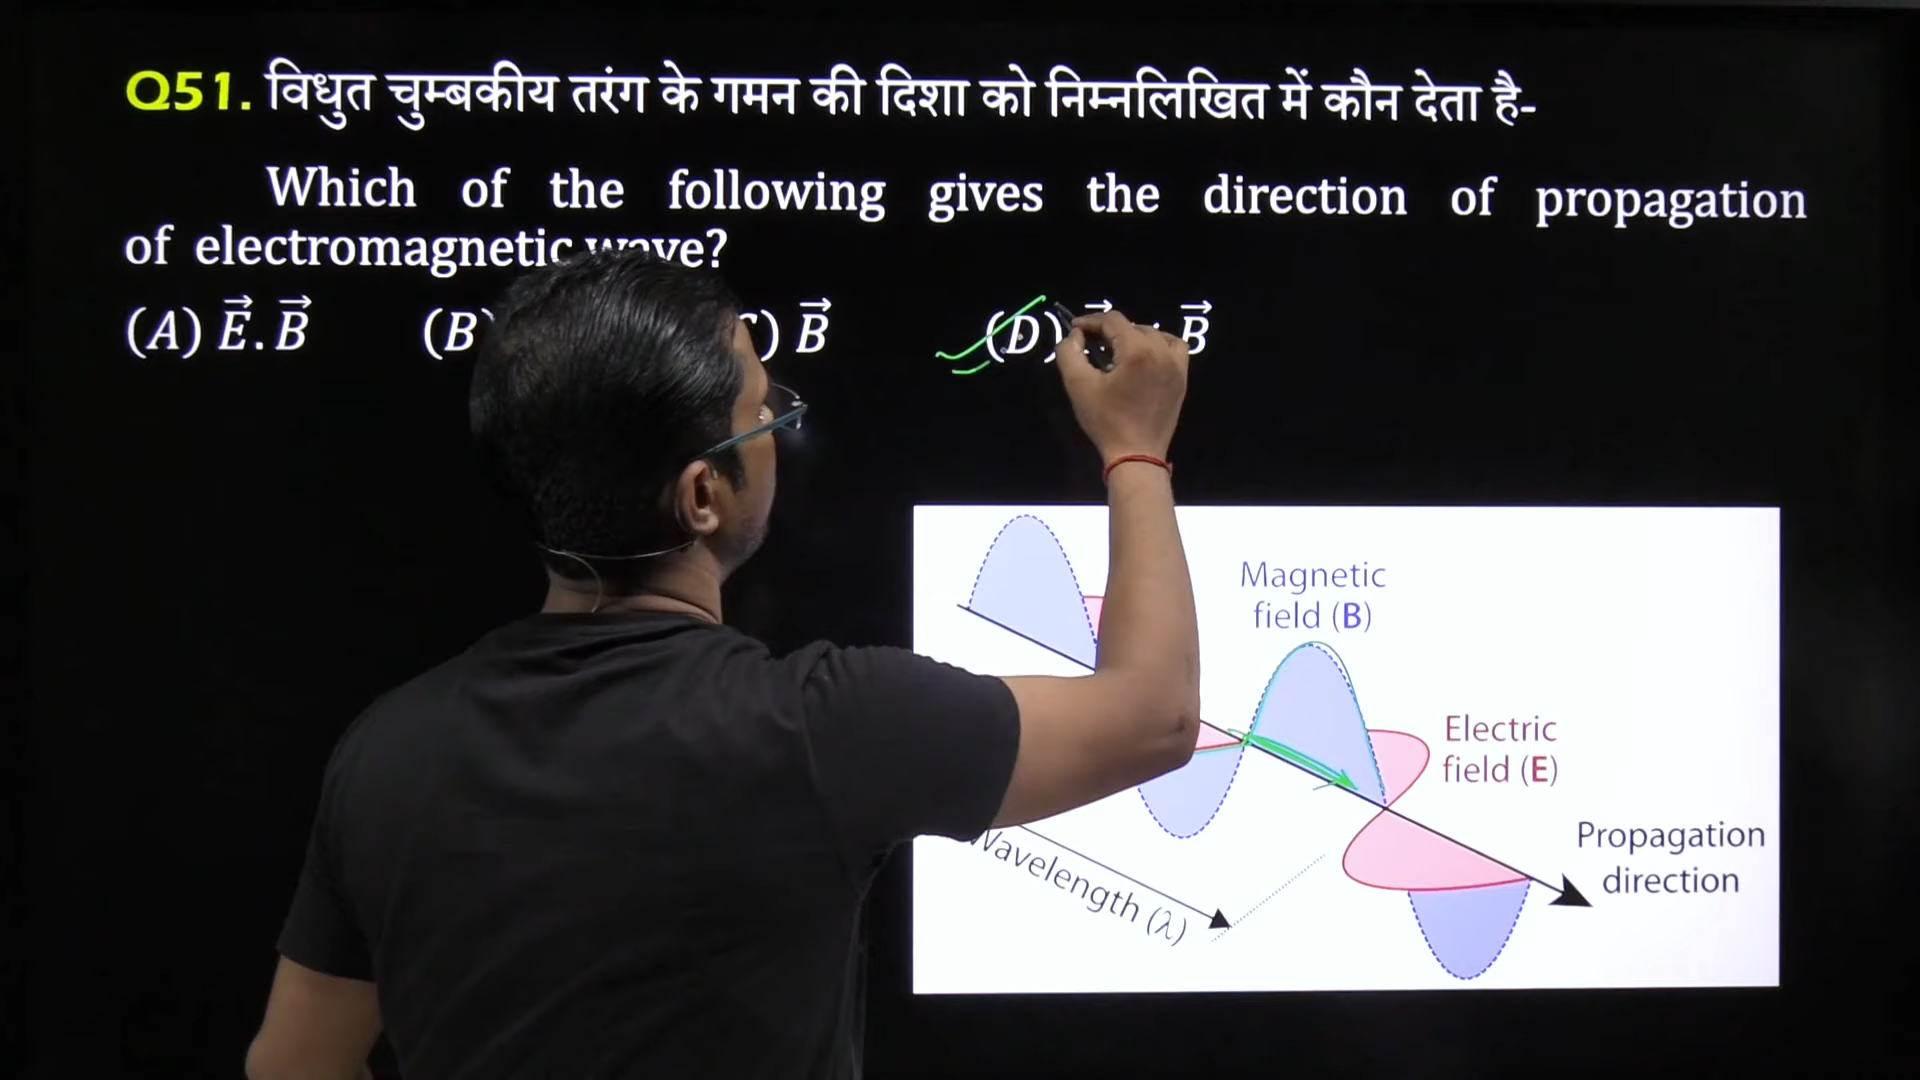 Q51. विधुत चुम्बकीय तरंग के गमन की दिशा को निम्नलिखित में कौन देता है-
Which of the following gives the direction of propagation
of electromagnetic wave?
(A) E⃗.B⃗ (B) B⃗ (D) B⃗
Magnetic
field (B)
Electric
field (E)
Propagation
direction
Wavelength (λ)